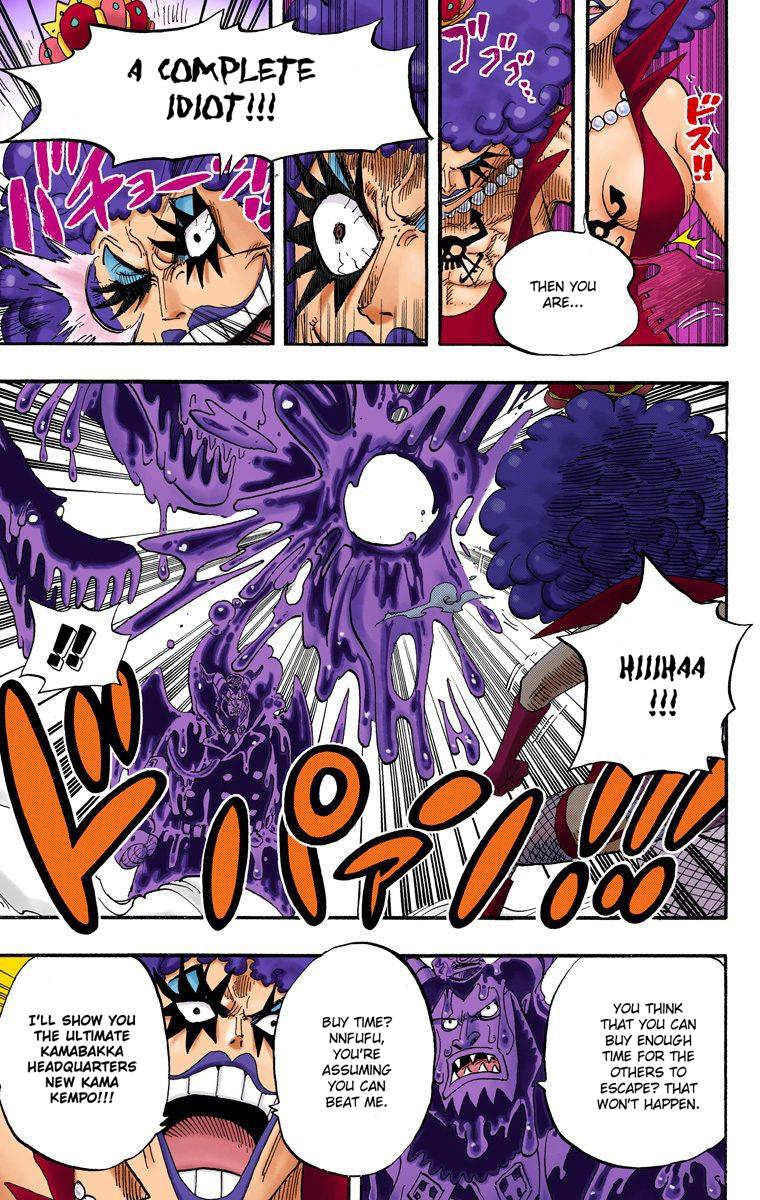 ドス!!
THEN YOU
ARE...
ゴゴゴゴ...
A COMPLETE
IDIOT!!!
バチョーン!!
HIIIHAA
!!!
!!
ドパァン!!!
YOU THINK
THAT YOU CAN
BUY ENOUGH
TIME FOR THE
OTHERS TO
ESCAPE? THAT
WON'T HAPPEN.
BUY TIME?
NNFUFU,
YOU'RE
ASSUMING
YOU CAN
BEAT ME.
I'LL SHOW YOU
THE ULTIMATE
KAMABAKKA
HEADQUARTERS
NEW KAMA
KEMPO!!!